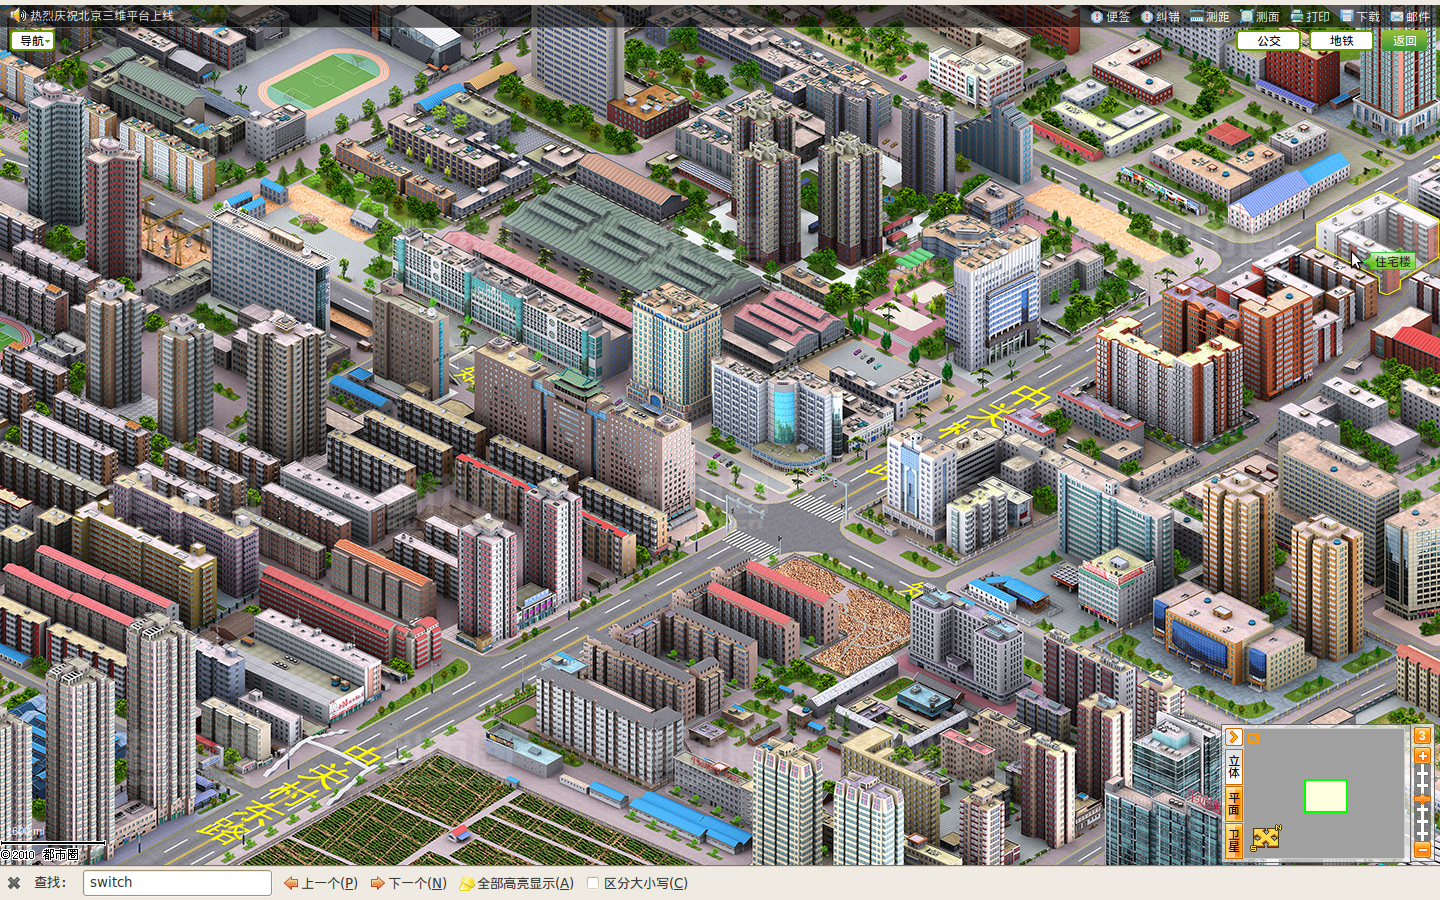 热烈庆祝北京三维平台上线
便签 纠错 测距 测面 打印 下载 邮件
导航
公交 地铁 返回
住宅楼
中关村东路
立体
平面
卫星
3
N
S
1600 mi
© 2010 都市圈
查找: switch 上一个(P) 下一个(N) 全部高亮显示(A) 区分大小写(C)